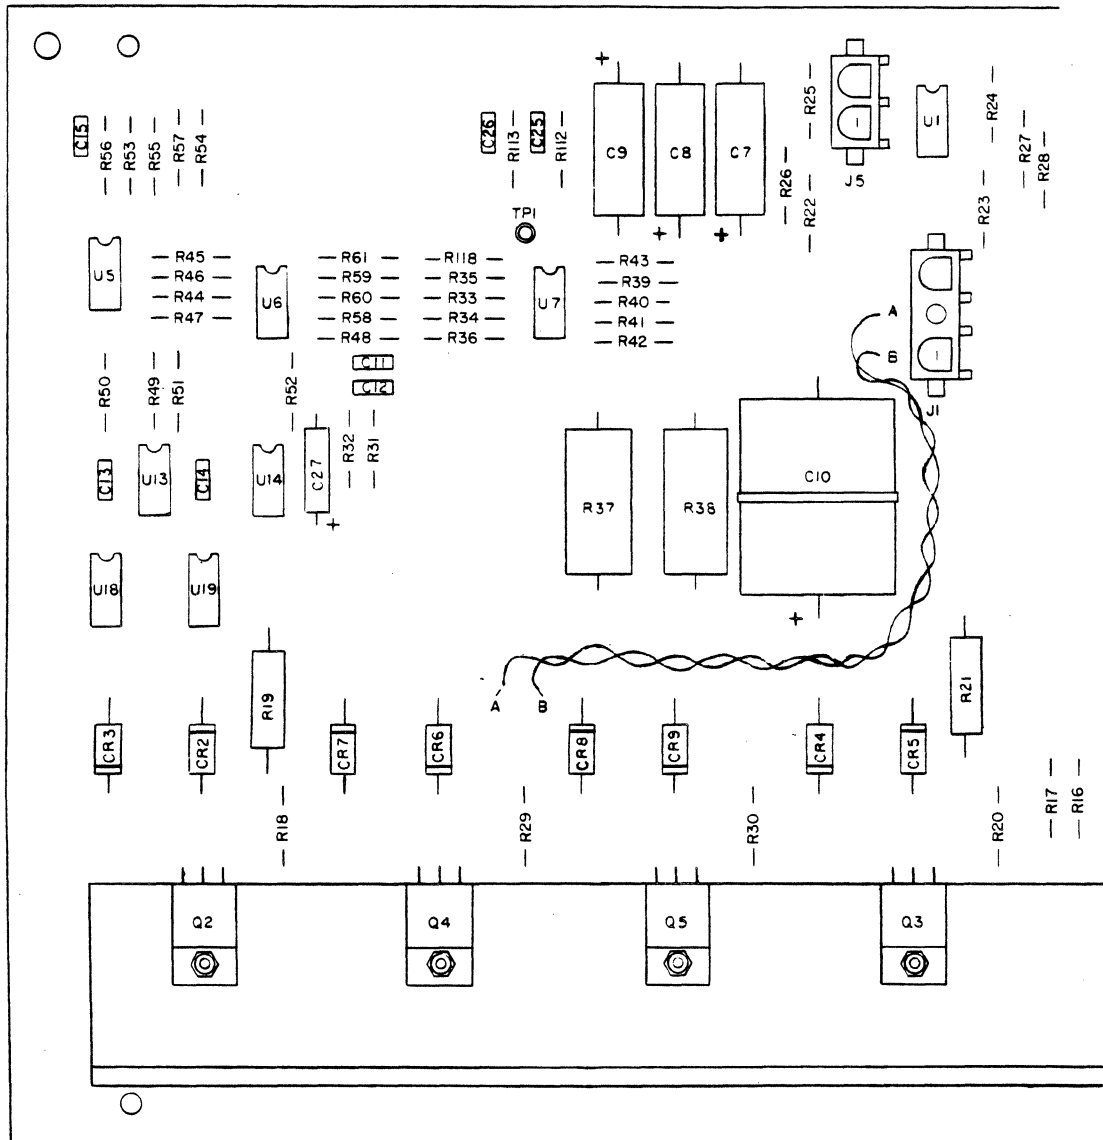 C15
R56
R53
R55
R57
R54
C26
R113
C25
R112
+
C9
C8
C7
+
+
R25
R26
R22
J5
U1
R24
R23
R27
R28
TP1
U5
R45
R46
R44
R47
U6
R61
R59
R60
R58
R48
R118
R35
R33
R34
R36
U7
R43
R39
R40
R41
R42
A
B
J1
C11
C12
R50
R49
R51
R52
R32
R31
C13
U13
C14
U14
C27
+
R37
R38
C10
+
U18
U19
R19
A
B
R21
CR3
CR2
CR7
CR6
CR8
CR9
CR4
CR5
R18
R29
R30
R20
R17
R16
Q2
Q4
Q5
Q3